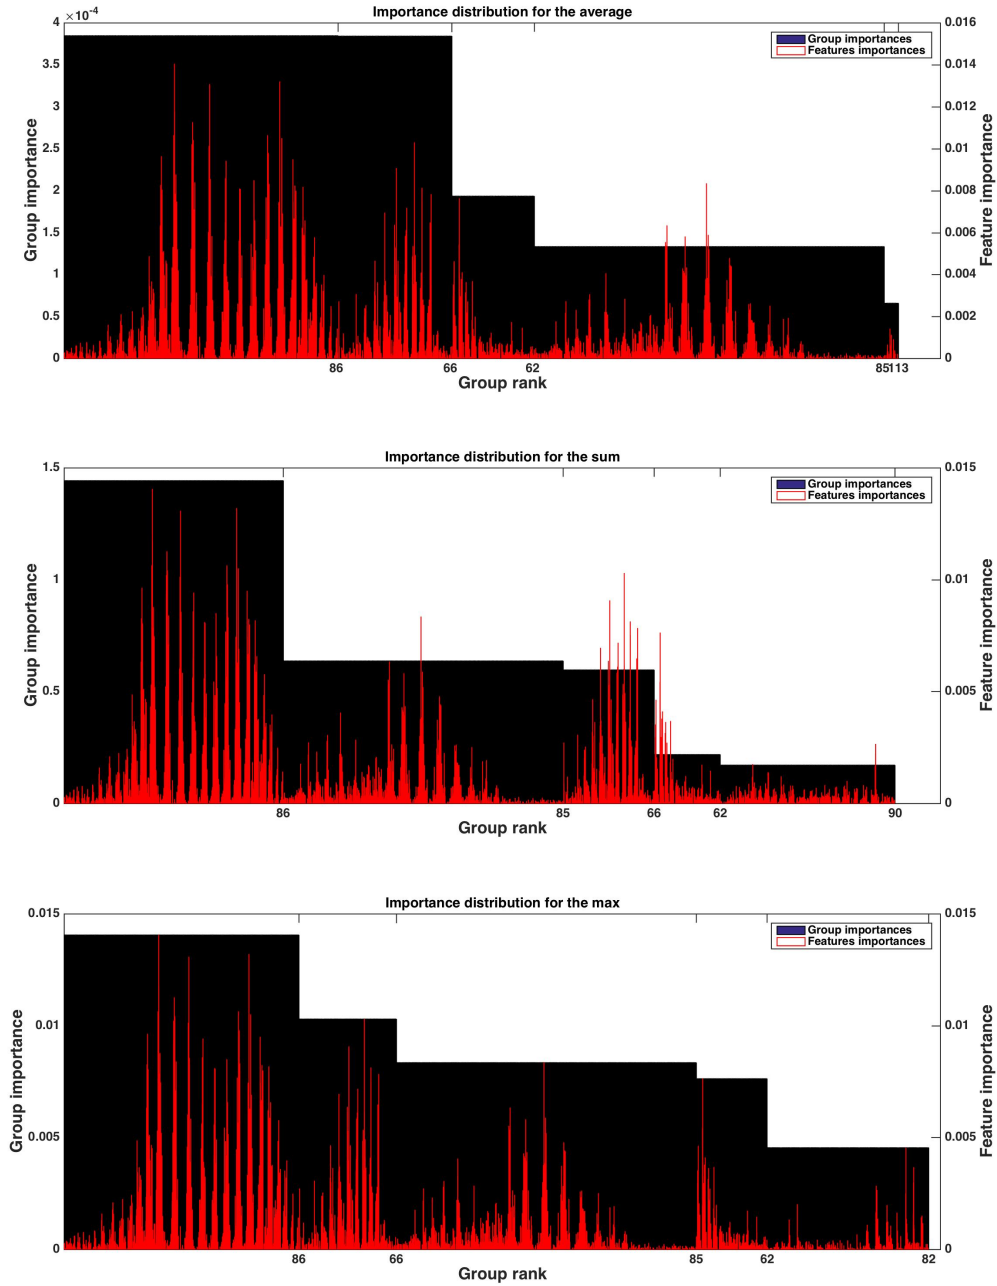 Importance distribution for the average
×10⁻⁴
4
3.5
3
2.5
2
1.5
1
0.5
0
Group importance
0.016
0.014
0.012
0.01
0.008
0.006
0.004
0.002
0
Feature importance
Group importances
Features importances
86 66 62 85113
Group rank
Importance distribution for the sum
1.5
1
0.5
0
Group importance
0.015
0.01
0.005
0
Feature importance
Group importances
Features importances
86 85 66 62 90
Group rank
Importance distribution for the max
0.015
0.01
0.005
0
Group importance
0.015
0.01
0.005
0
Feature importance
Group importances
Features importances
86 66 85 62 82
Group rank